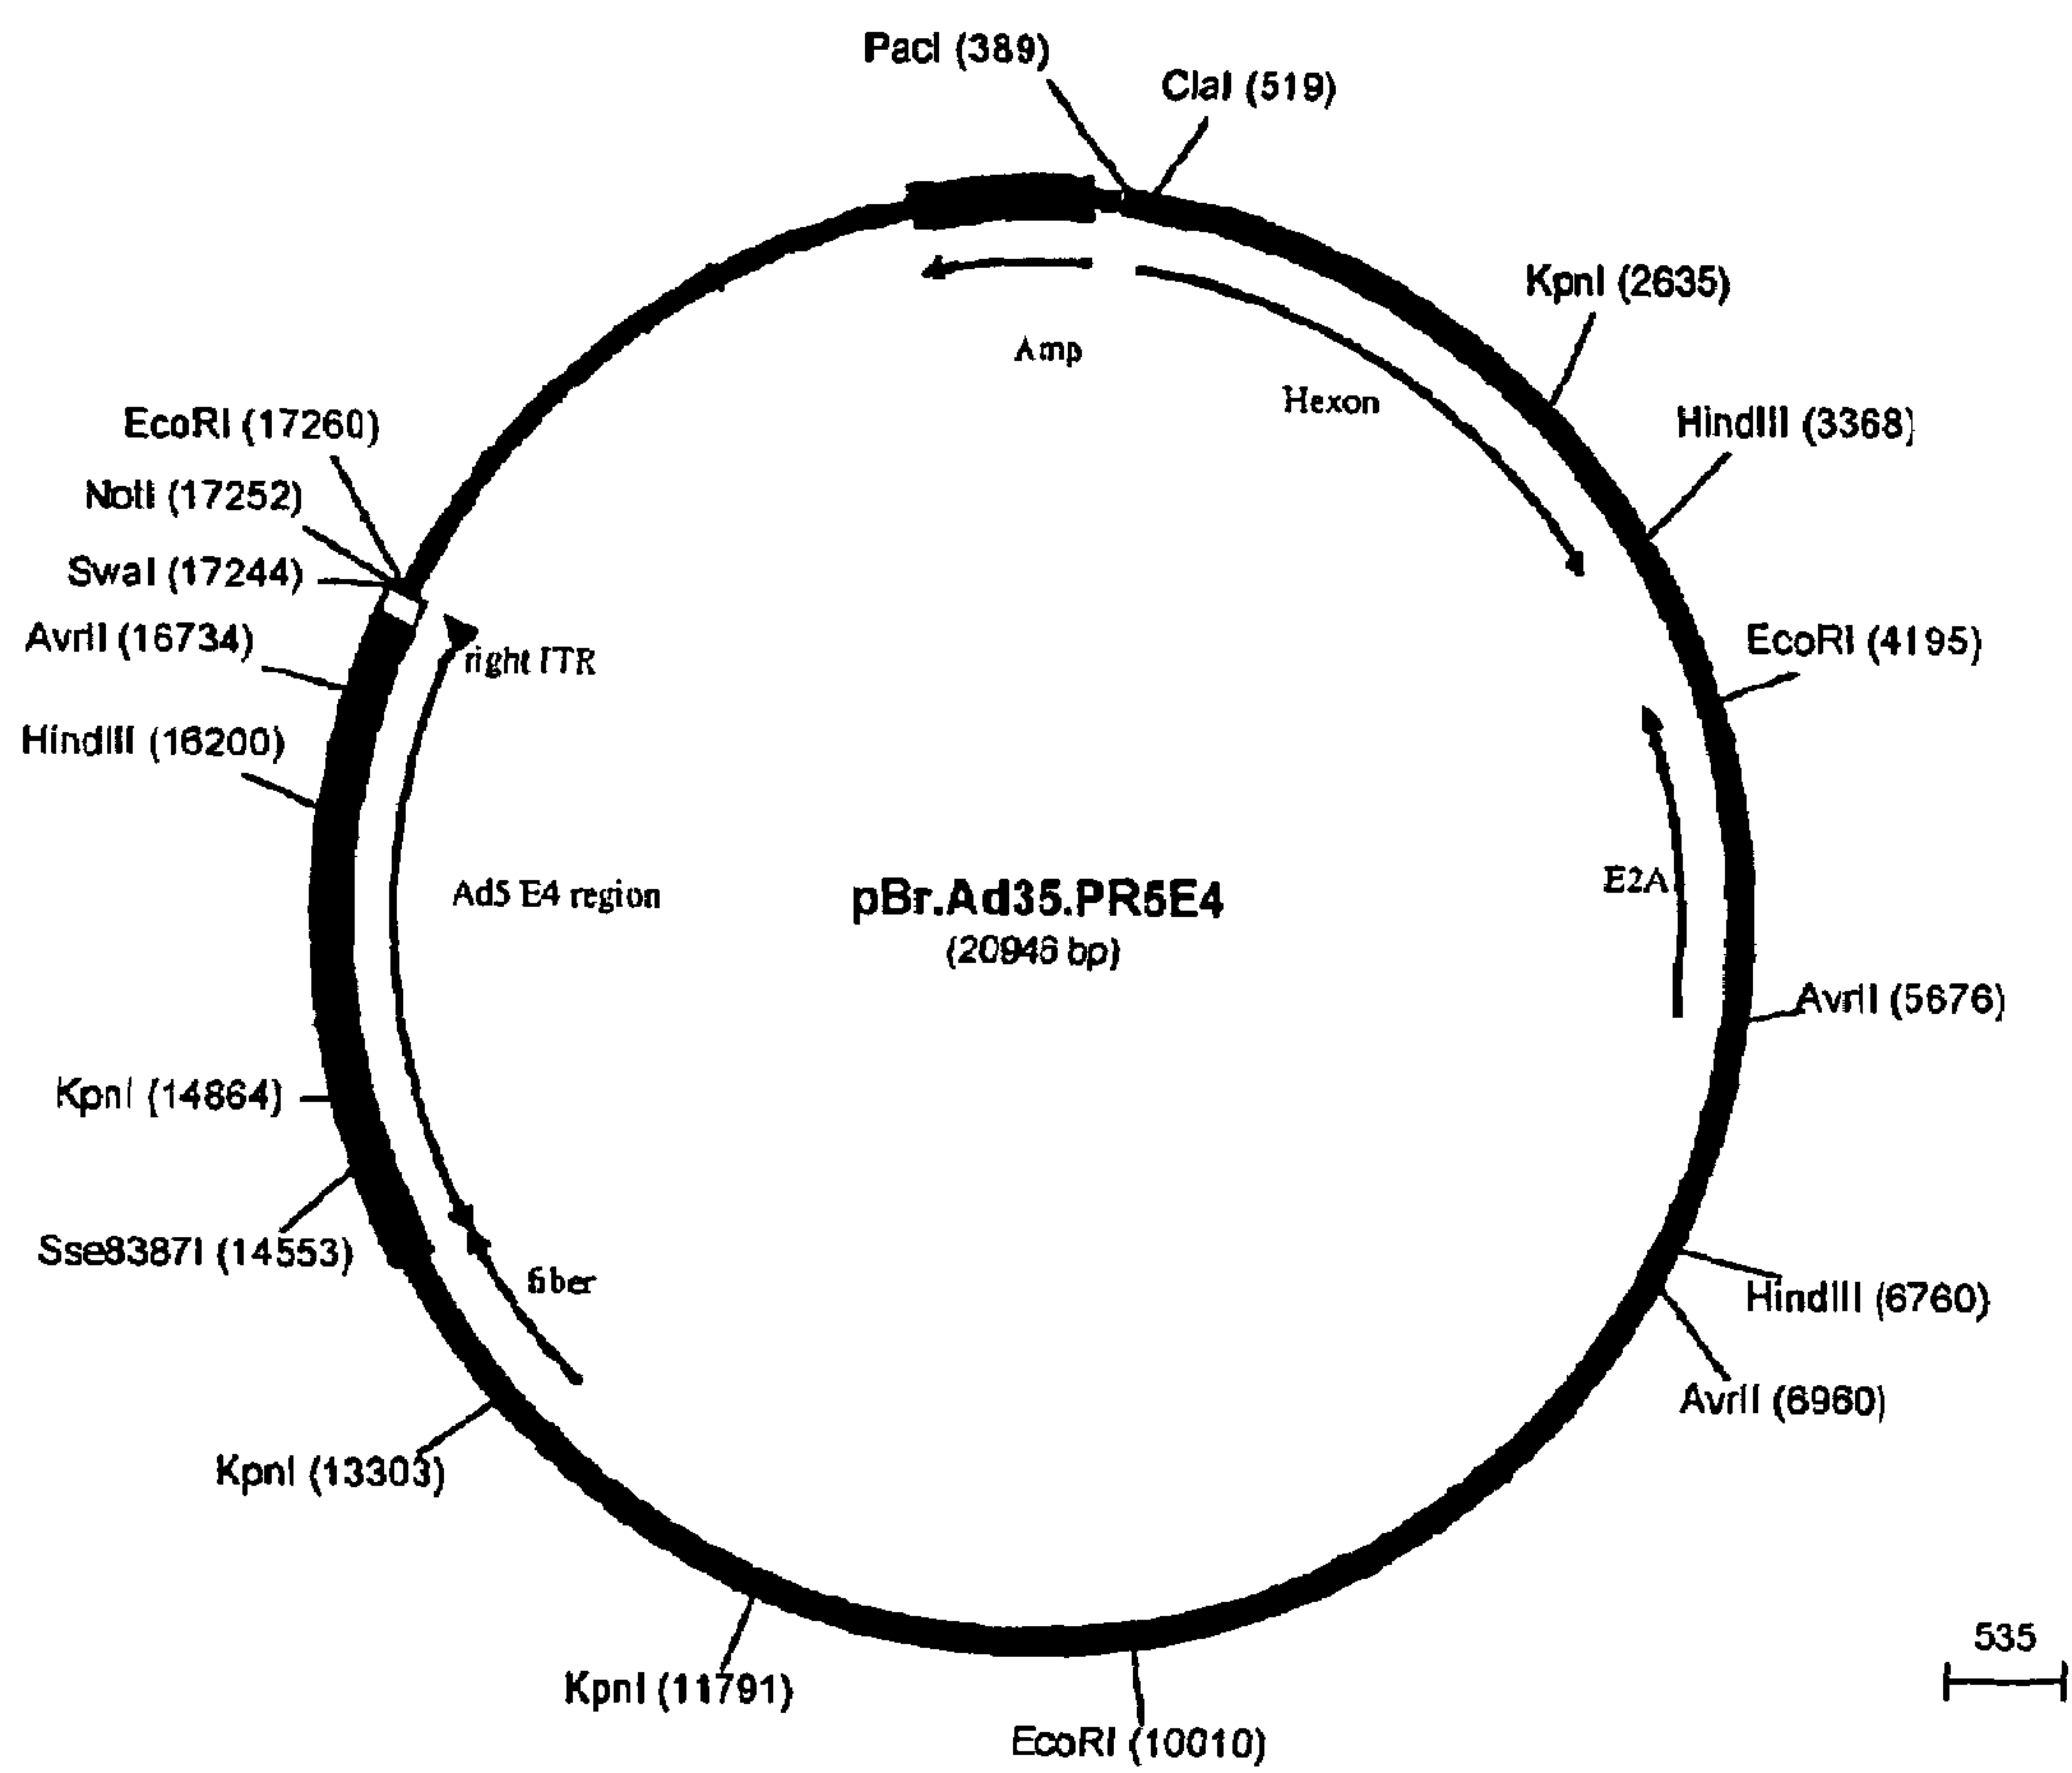 PacI (389)
ClaI (519)
KpnI (2635)
HindIII (3368)
EcoRI (4195)
AvrII (5676)
HindIII (6760)
AvrII (6960)
EcoRI (10010)
KpnI (11791)
KpnI (13303)
Sse8387I (14553)
KpnI (14864)
HindIII (16200)
AvrII (16734)
SwaI (17244)
NotI (17252)
EcoRI (17260)
Amp
Hexon
right ITR
Ad5 E4 region
pBr.Ad35.PR5E4
(20946 bp)
E2A
fiber
535